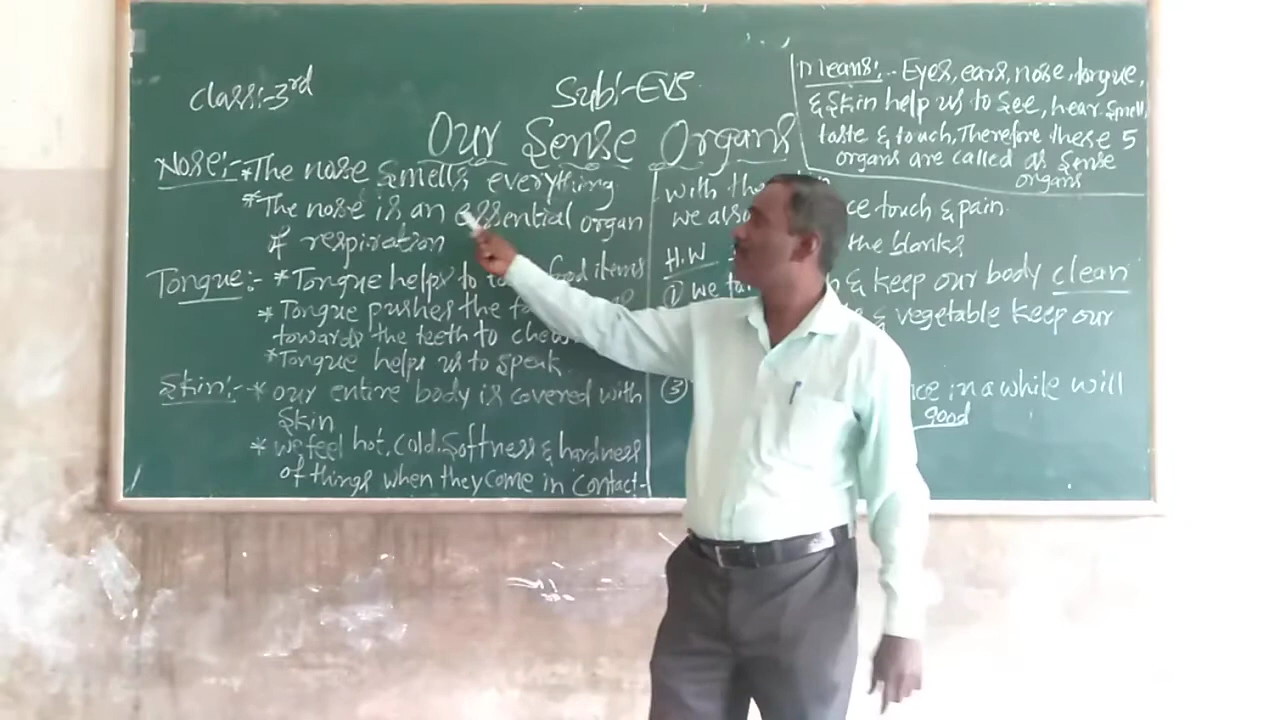 Class:-3rd
Sub:-EVS
Our Sense Organs
Means:- Eyes, ears, nose, tongue,
& Skin help us to See, hear. Smell,
taste & touch, Therefore these 5
organs are called as Sense
organs
Nose:- *The nose Smells everything
*The nose is an essential organ
of respiration
Tongue:- *Tongue helps to food items
* Tongue pushes the
towards the teeth to chew
*Tongue helps us to Speak
Skin:- * our entire body is covered with
Skin
* we feel hot, cold, Softness & hardness
of things when they come in contact-
with the
we also touch & pain.
H.W the blanks
① we & keep our body clean
& vegetable keep our
③ in a while will
good